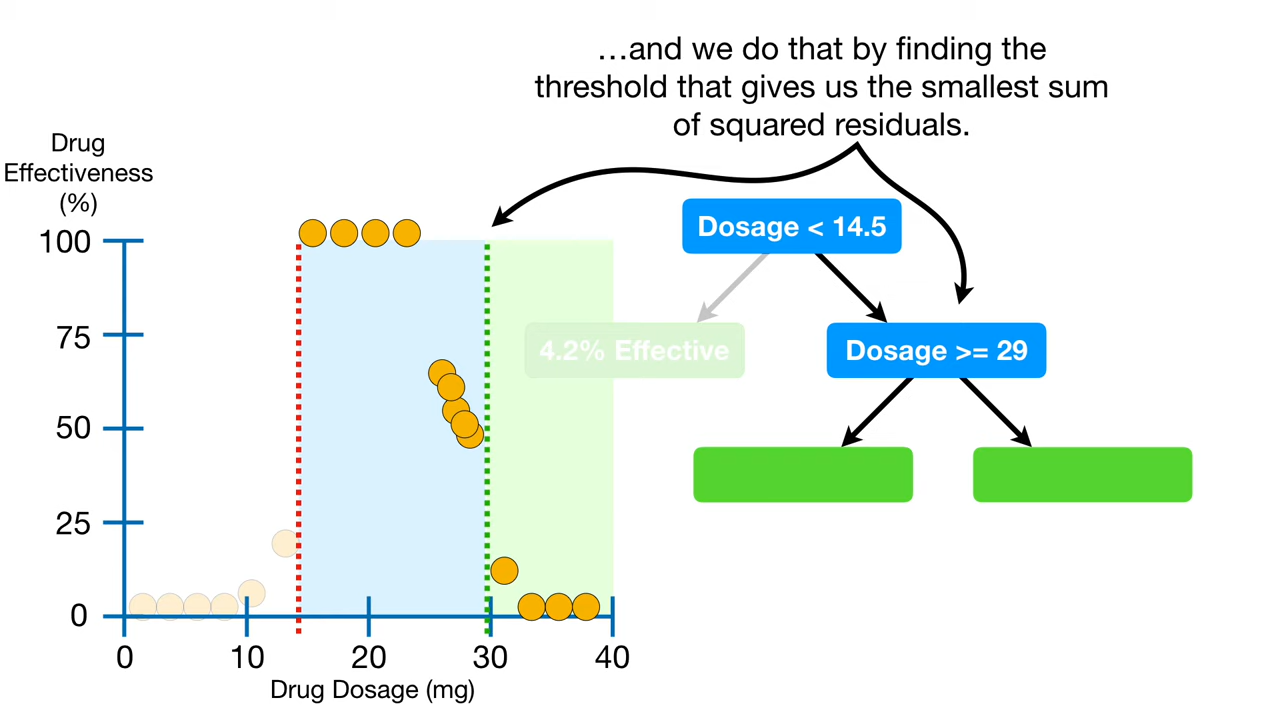 …and we do that by finding the
threshold that gives us the smallest sum
of squared residuals.
Drug
Effectiveness
(%)
100
75
50
25
0
0 10 20 30 40
Drug Dosage (mg)
Dosage < 14.5
4.2% Effective
Dosage >= 29